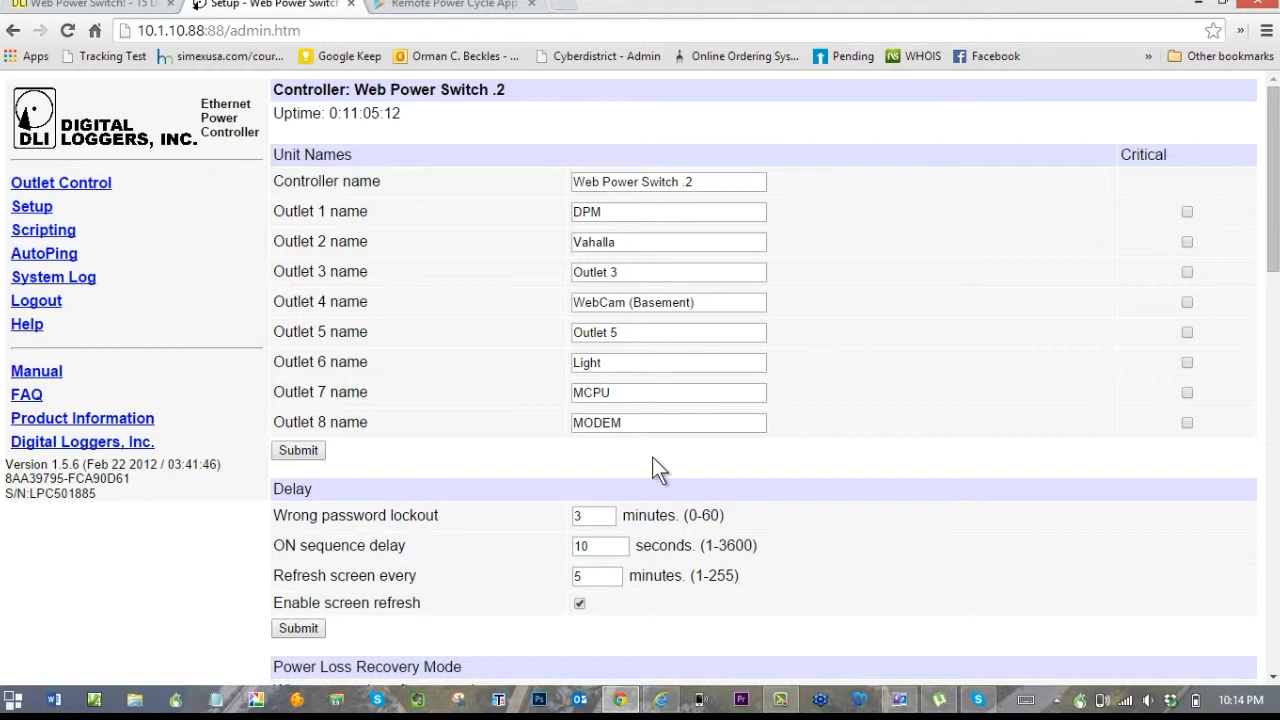 DLI Web Power Switch! - 15 D
Setup - Web Power Switch
Remote Power Cycle App
10.1.10.88:88/admin.htm
Apps
Tracking Test
simexusa.com/cour...
Google Keep
Orman C. Beckles - ...
Cyberdistrict - Admin
Online Ordering Sys...
Pending
WHOIS
Facebook
»
Other bookmarks
DLI
DIGITAL
LOGGERS, INC.
Ethernet
Power
Controller
Outlet Control
Setup
Scripting
AutoPing
System Log
Logout
Help
Manual
FAQ
Product Information
Digital Loggers, Inc.
Version 1.5.6 (Feb 22 2012 / 03:41:46)
8AA39795-FCA90D61
S/N:LPC501885
Controller: Web Power Switch .2
Uptime: 0:11:05:12
Unit Names Critical
Controller name Web Power Switch .2
Outlet 1 name DPM
Outlet 2 name Vahalla
Outlet 3 name Outlet 3
Outlet 4 name WebCam (Basement)
Outlet 5 name Outlet 5
Outlet 6 name Light
Outlet 7 name MCPU
Outlet 8 name MODEM
Submit
Delay
Wrong password lockout 3 minutes. (0-60)
ON sequence delay 10 seconds. (1-3600)
Refresh screen every 5 minutes. (1-255)
Enable screen refresh
Submit
Power Loss Recovery Mode
10:14 PM